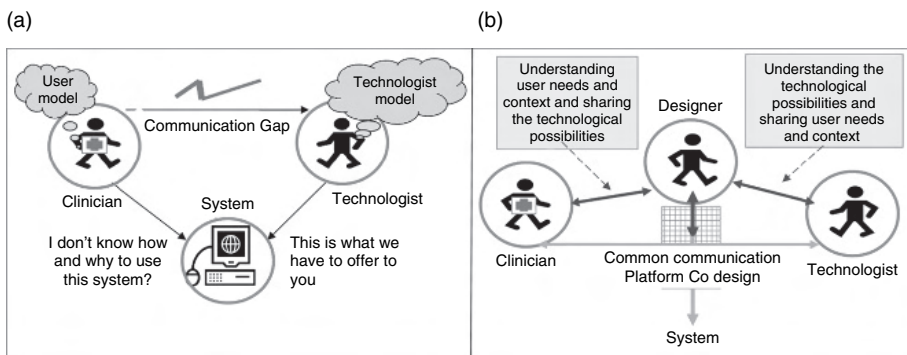 (a)
User
model
Technologist
model
Communication Gap
Clinician
System
Technologist
I don't know how
and why to use
this system?
This is what we
have to offer to
you
(b)
Understanding
user needs and
context and sharing
the technological
possibilities
Designer
Understanding the
technological
possibilities and
sharing user needs
and context
Clinician
Common communication
Platform Co design
Technologist
System